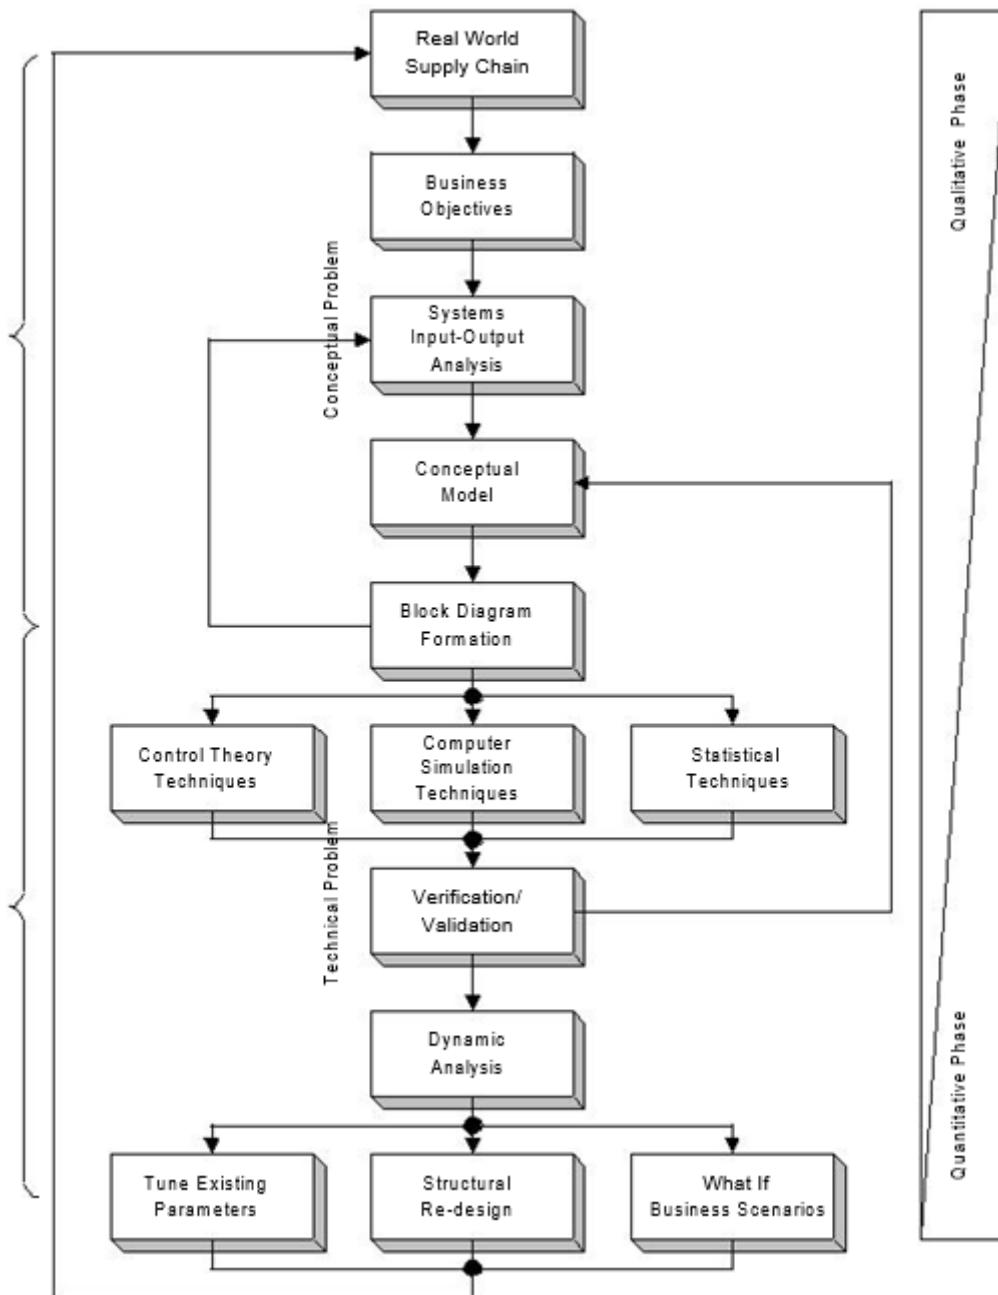 Real World
Supply Chain
Qualitative Phase
Business
Objectives
Conceptual Problem
Systems
Input-Output
Analysis
Conceptual
Model
Block Diagram
Formation
Control Theory
Techniques
Computer
Simulation
Techniques
Statistical
Techniques
Technical Problem
Verification/
Validation
Dynamic
Analysis
Quantitative Phase
Tune Existing
Parameters
Structural
Re-design
What If
Business Scenarios